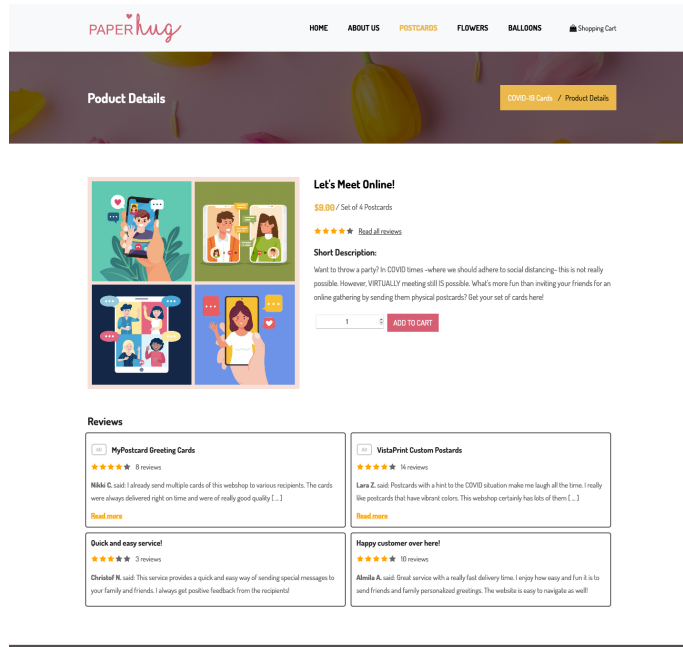 PAPER hug
HOME ABOUT US POSTCARDS FLOWERS BALLOONS Shopping Cart
Poduct Details
COVID-19 Cards / Product Details
Let's Meet Online!
$9.00 / Set of 4 Postcards
Read all reviews
Short Description:
Want to throw a party? In COVID times -where we should adhere to social distancing- this is not really
possible. However, VIRTUALLY meeting still IS possible. What's more fun than inviting your friends for an
online gathering by sending them physical postcards? Get your set of cards here!
1 ADD TO CART
Reviews
AD MyPostcard Greeting Cards
8 reviews
Nikki C. said: I already send multiple cards of this webshop to various recipients. The cards
were always delivered right on time and were of really good quality [ ... ]
Read more
AD VistaPrint Custom Postards
14 reviews
Lara Z. said: Postcards with a hint to the COVID situation make me laugh all the time. I really
like postcards that have vibrant colors. This webshop certainly has lots of them [ ... ]
Read more
Quick and easy service!
3 reviews
Christof N. said: This service provides a quick and easy way of sending special messages to
your family and friends. I always get positive feedback from the recipients!
Happy customer over here!
10 reviews
Almila A. said: Great service with a really fast delivery time. I enjoy how easy and fun it is to
send friends and family personalized greetings. The website is easy to navigate as well!